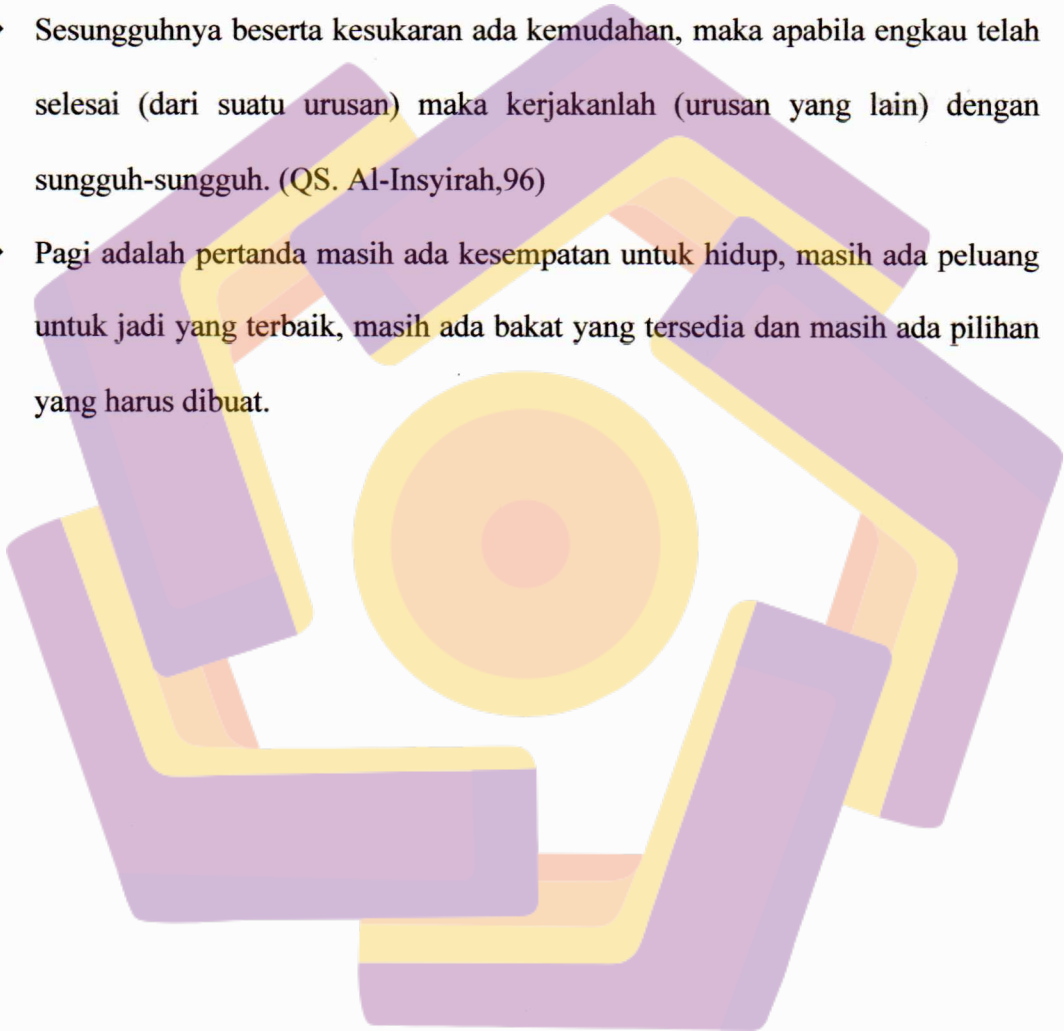 Sesungguhnya beserta kesukaran ada kemudahan, maka apabila engkau telah
selesai (dari suatu urusan) maka kerjakanlah (urusan yang lain) dengan
sungguh-sungguh. (QS. Al-Insyirah,96)
Pagi adalah pertanda masih ada kesempatan untuk hidup, masih ada peluang
untuk jadi yang terbaik, masih ada bakat yang tersedia dan masih ada pilihan
yang harus dibuat.